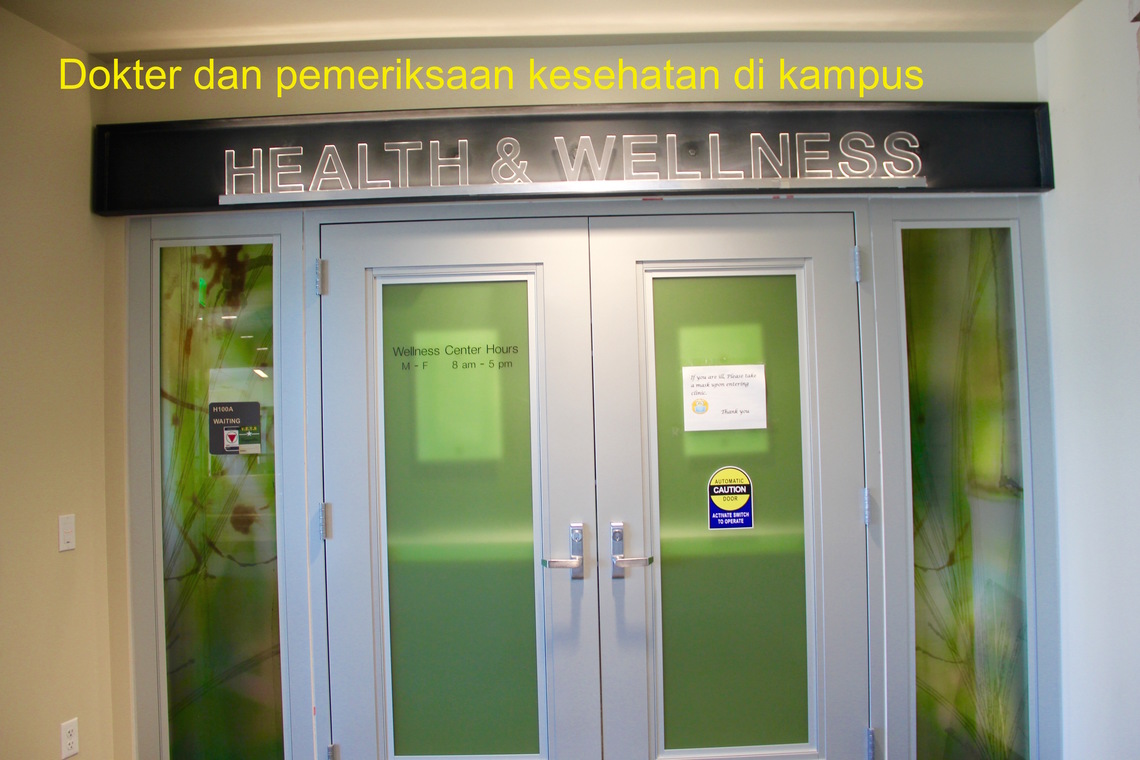 Dokter dan pemeriksaan kesehatan di kampus
HEALTH & WELLNESS
Wellness Center Hours
M - F 8 am - 5 pm
If you are ill, Please take
a mask upon entering
clinic.
Thank you
H100A
WAITING
AUTOMATIC
CAUTION
DOOR
ACTIVATE SWITCH
TO OPERATE